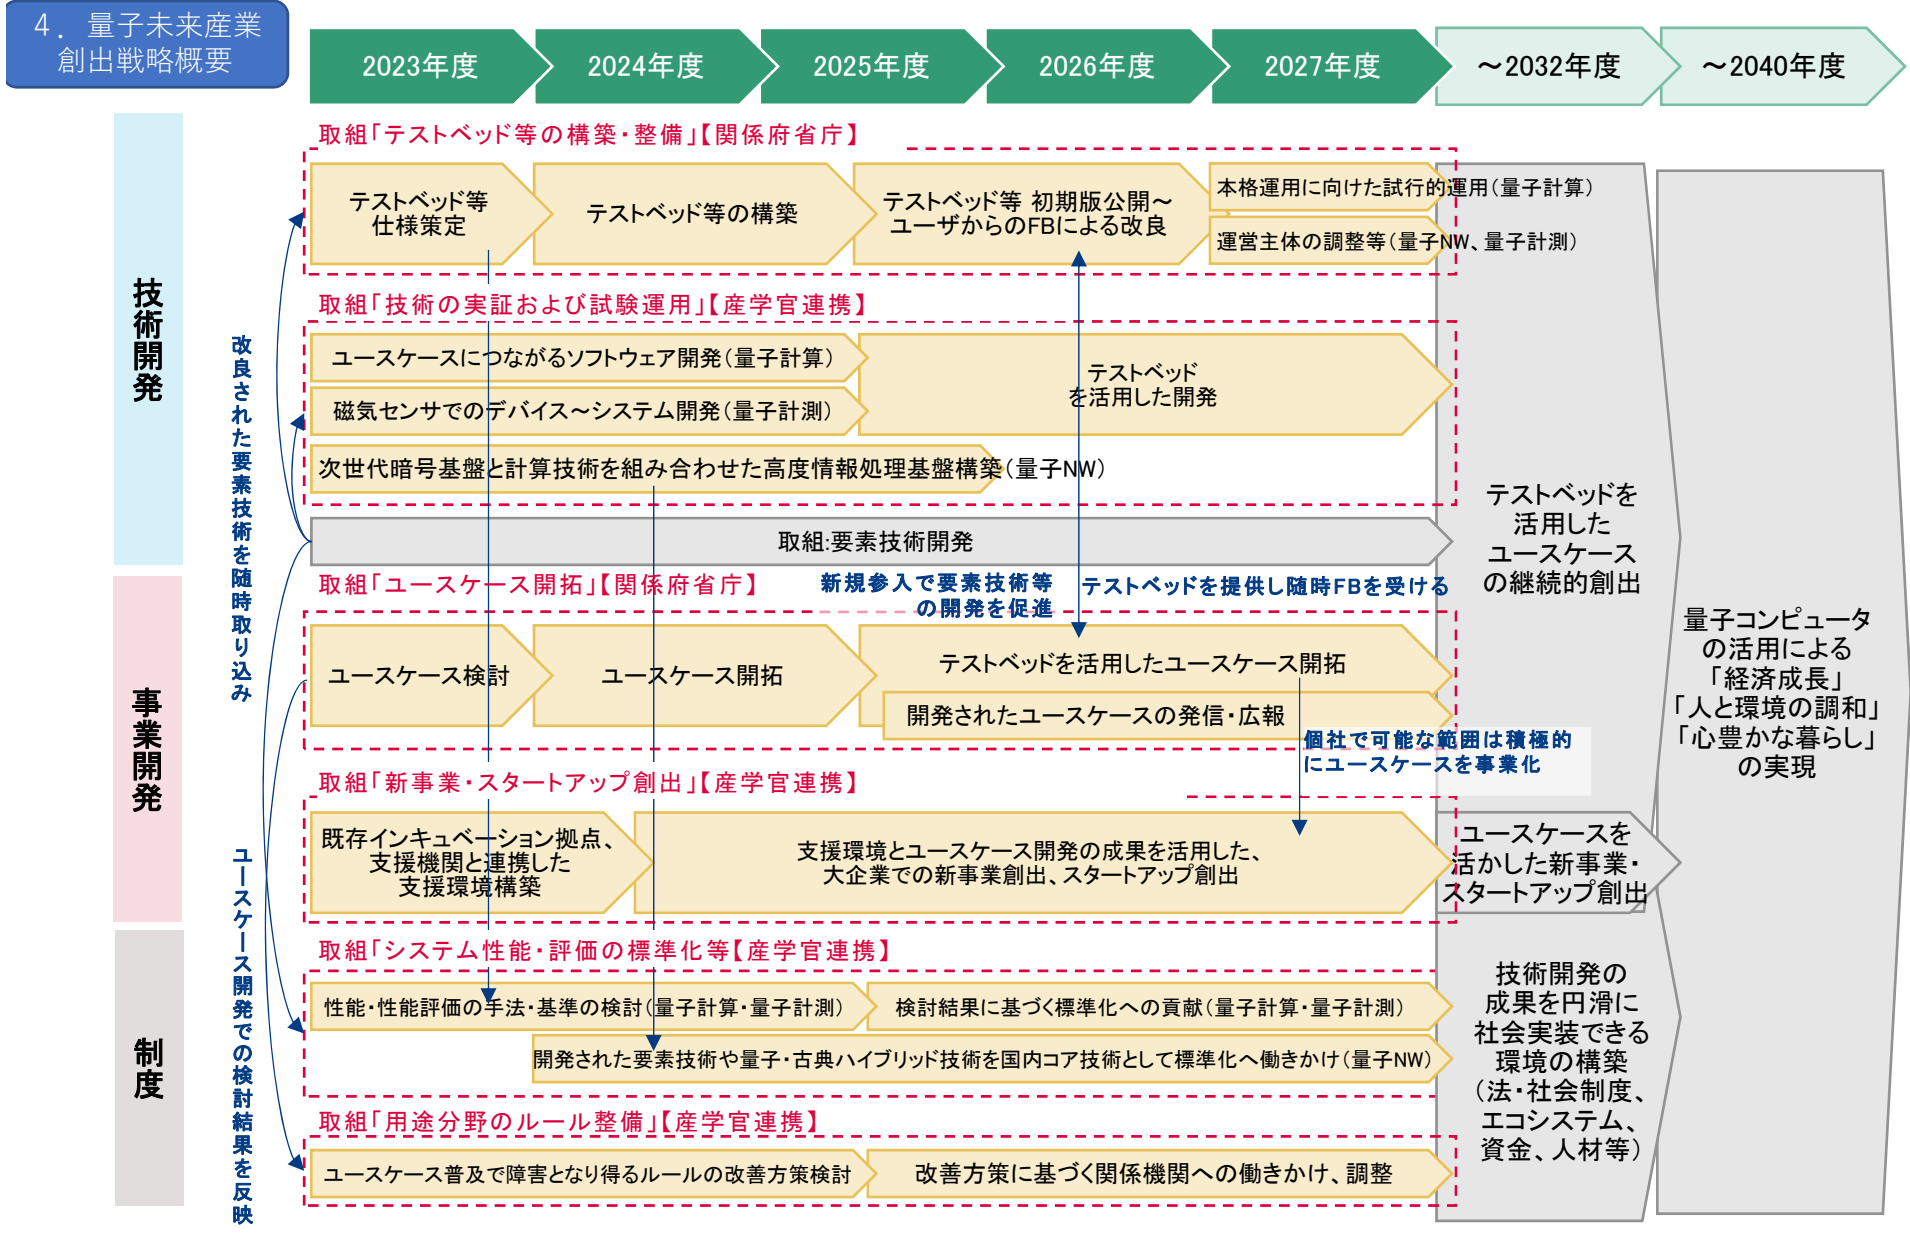 ４．量子未来産業
創出戦略概要
2023年度
2024年度
2025年度
2026年度
2027年度
～2032年度
～2040年度
技術開発
取組「テストベッド等の構築・整備」【関係府省庁】
テストベッド等
仕様策定
テストベッド等の構築
テストベッド等 初期版公開～
ユーザからのFBによる改良
本格運用に向けた試行的運用（量子計算）
運営主体の調整等（量子NW、量子計測）
取組「技術の実証および試験運用」【産学官連携】
ユースケースにつながるソフトウェア開発（量子計算）
磁気センサでのデバイス～システム開発（量子計測）
次世代暗号基盤と計算技術を組み合わせた高度情報処理基盤構築（量子NW）
テストベッド
を活用した開発
取組:要素技術開発
改良された要素技術を随時取り込み
事業開発
取組「ユースケース開拓」【関係府省庁】
新規参入で要素技術等
の開発を促進
テストベッドを提供し随時FBを受ける
ユースケース検討
ユースケース開拓
テストベッドを活用したユースケース開拓
開発されたユースケースの発信・広報
個社で可能な範囲は積極的
にユースケースを事業化
取組「新事業・スタートアップ創出」【産学官連携】
既存インキュベーション拠点、
支援機関と連携した
支援環境構築
支援環境とユースケース開発の成果を活用した、
大企業での新事業創出、スタートアップ創出
ユースケース開発での検討結果を反映
制度
取組「システム性能・評価の標準化等【産学官連携】
性能・性能評価の手法・基準の検討（量子計算・量子計測）
検討結果に基づく標準化への貢献（量子計算・量子計測）
開発された要素技術や量子・古典ハイブリッド技術を国内コア技術として標準化へ働きかけ（量子NW）
取組「用途分野のルール整備」【産学官連携】
ユースケース普及で障害となり得るルールの改善方策検討
改善方策に基づく関係機関への働きかけ、調整
テストベッドを
活用した
ユースケース
の継続的創出
ユースケースを
活かした新事業・
スタートアップ創出
技術開発の
成果を円滑に
社会実装できる
環境の構築
（法・社会制度、
エコシステム、
資金、人材等）
量子コンピュータ
の活用による
「経済成長」
「人と環境の調和」
「心豊かな暮らし」
の実現